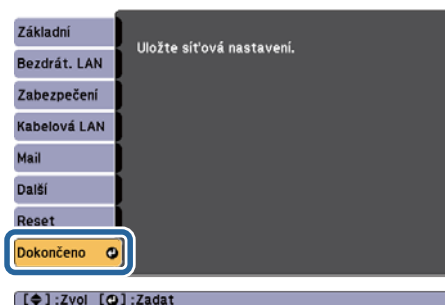 Základní
Uložte síťová nastavení.
Bezdrát. LAN
Zabezpečení
Kabelová LAN
Mail
Další
Reset
Dokončeno
[ ] :Zvol [ ] :Zadat